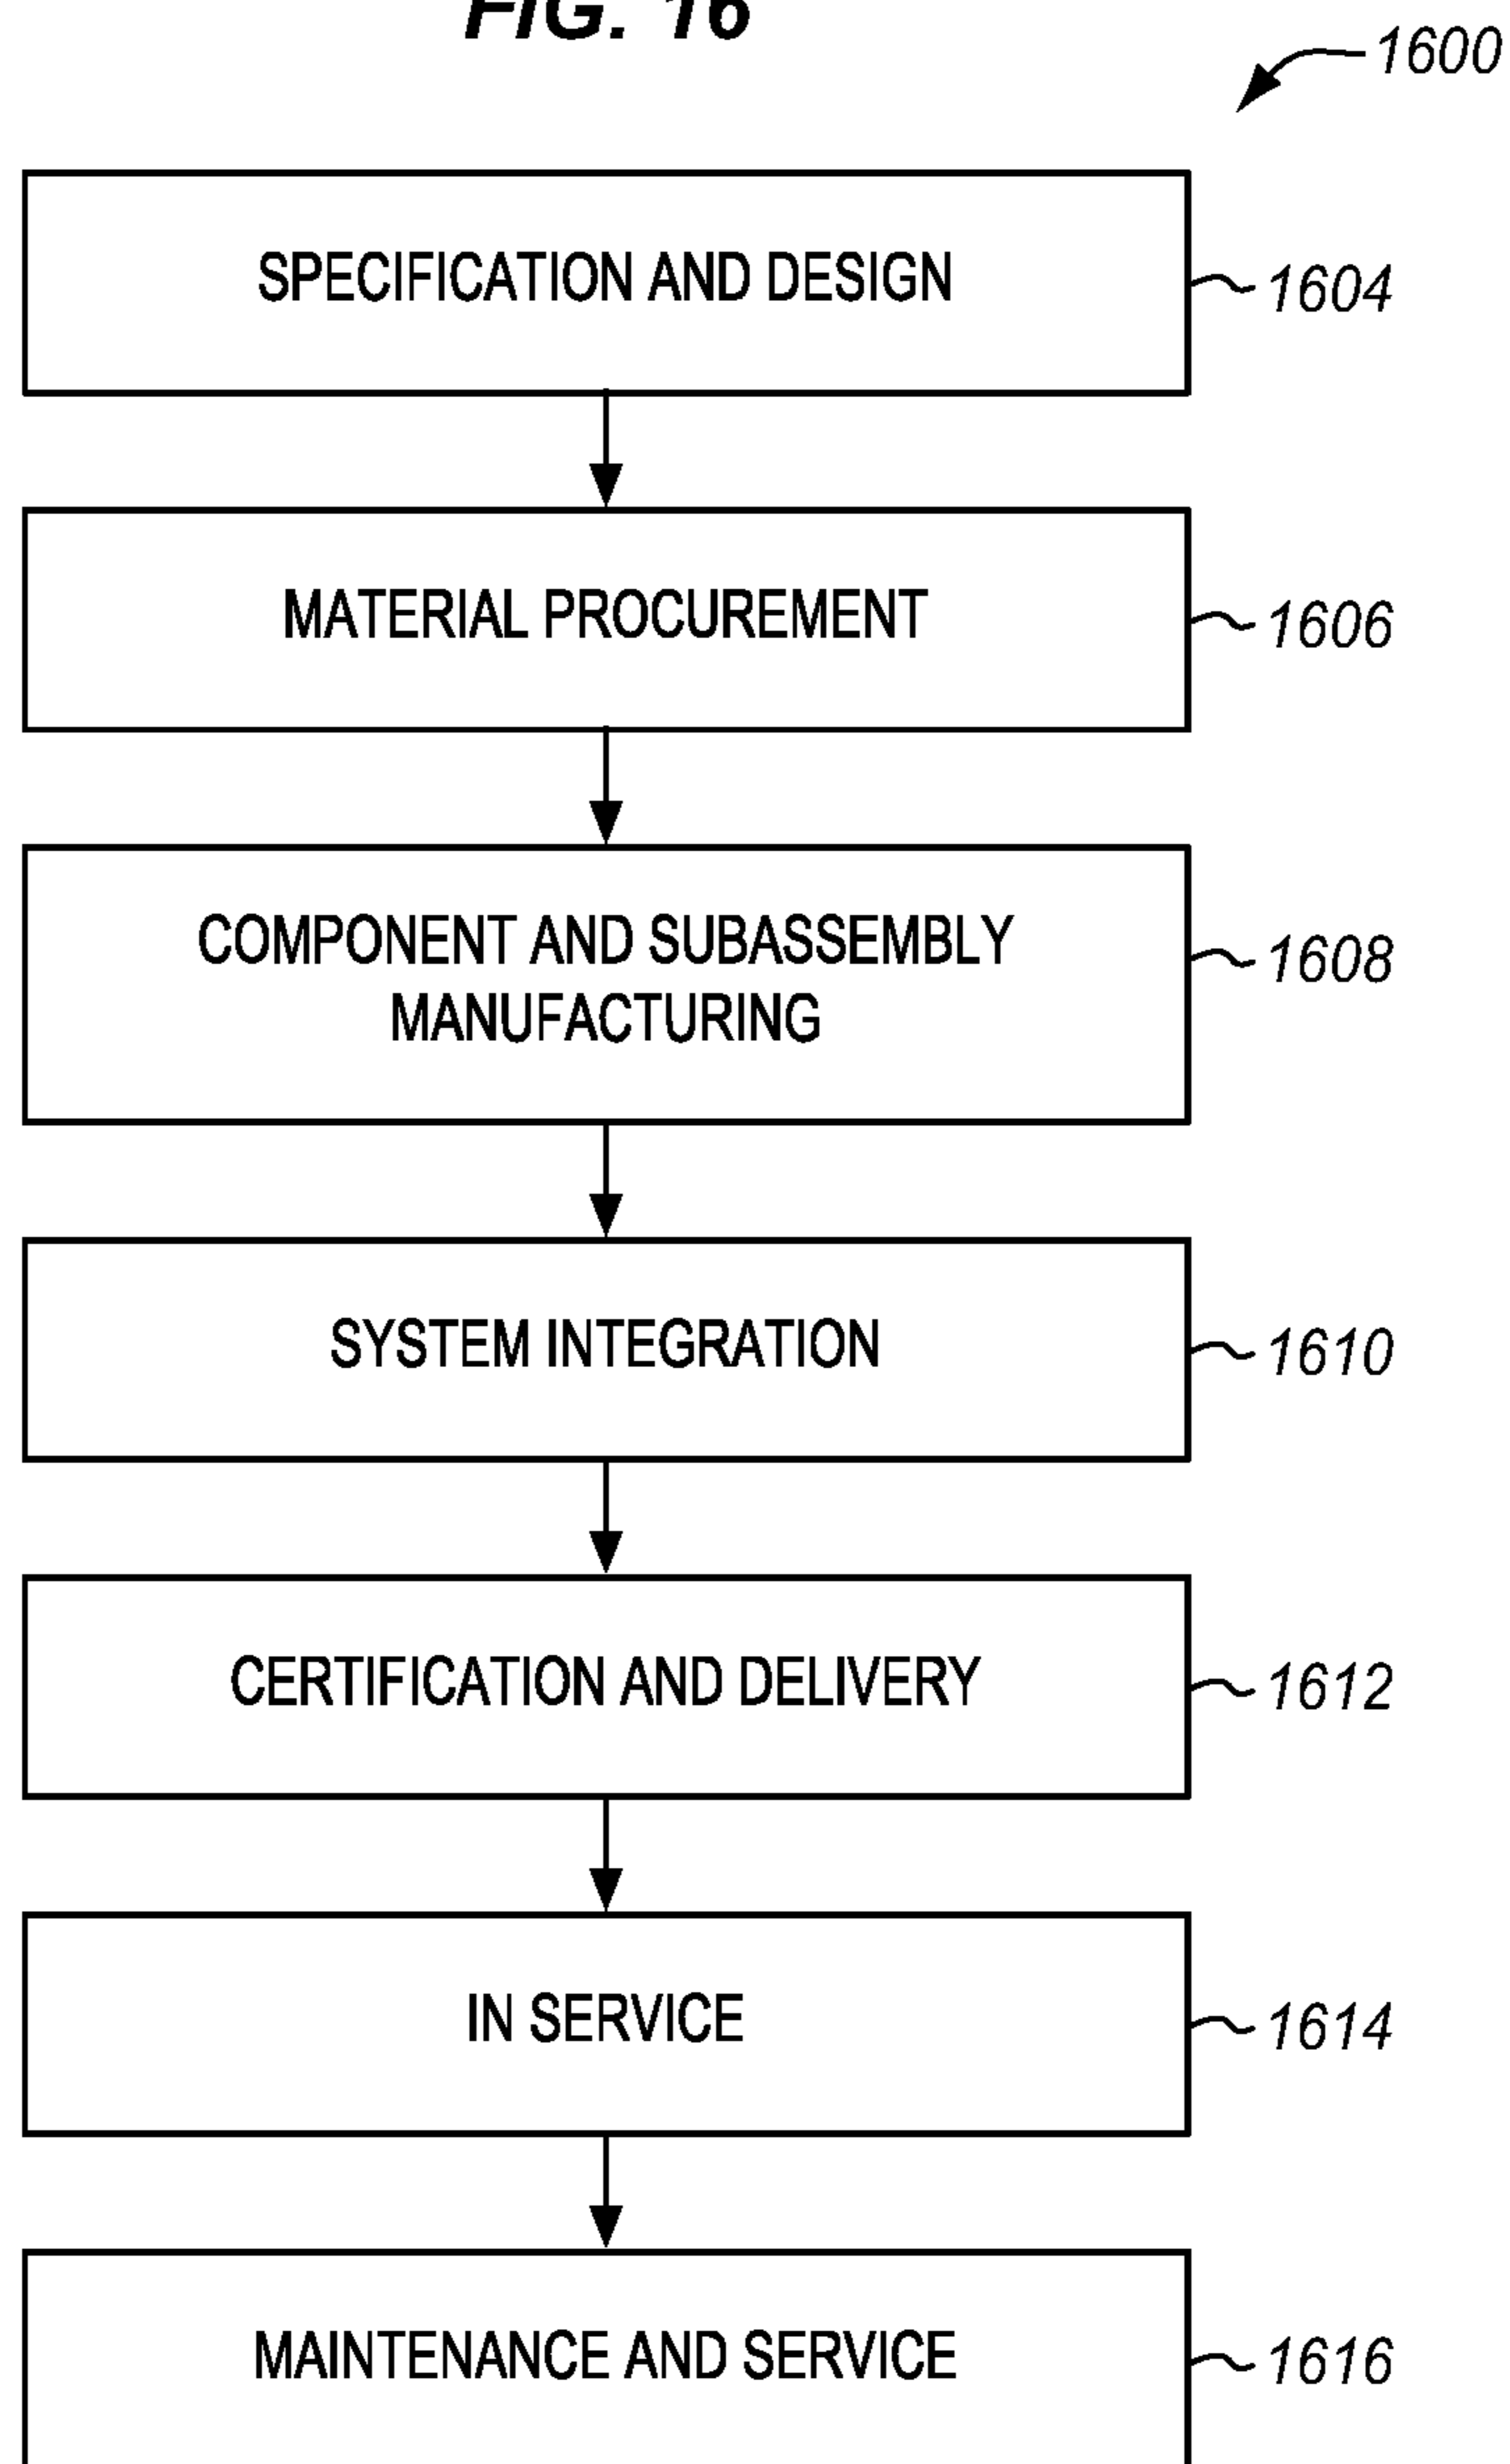 FIG. 16
1600
SPECIFICATION AND DESIGN
1604
MATERIAL PROCUREMENT
1606
COMPONENT AND SUBASSEMBLY
MANUFACTURING
1608
SYSTEM INTEGRATION
1610
CERTIFICATION AND DELIVERY
1612
IN SERVICE
1614
MAINTENANCE AND SERVICE
1616